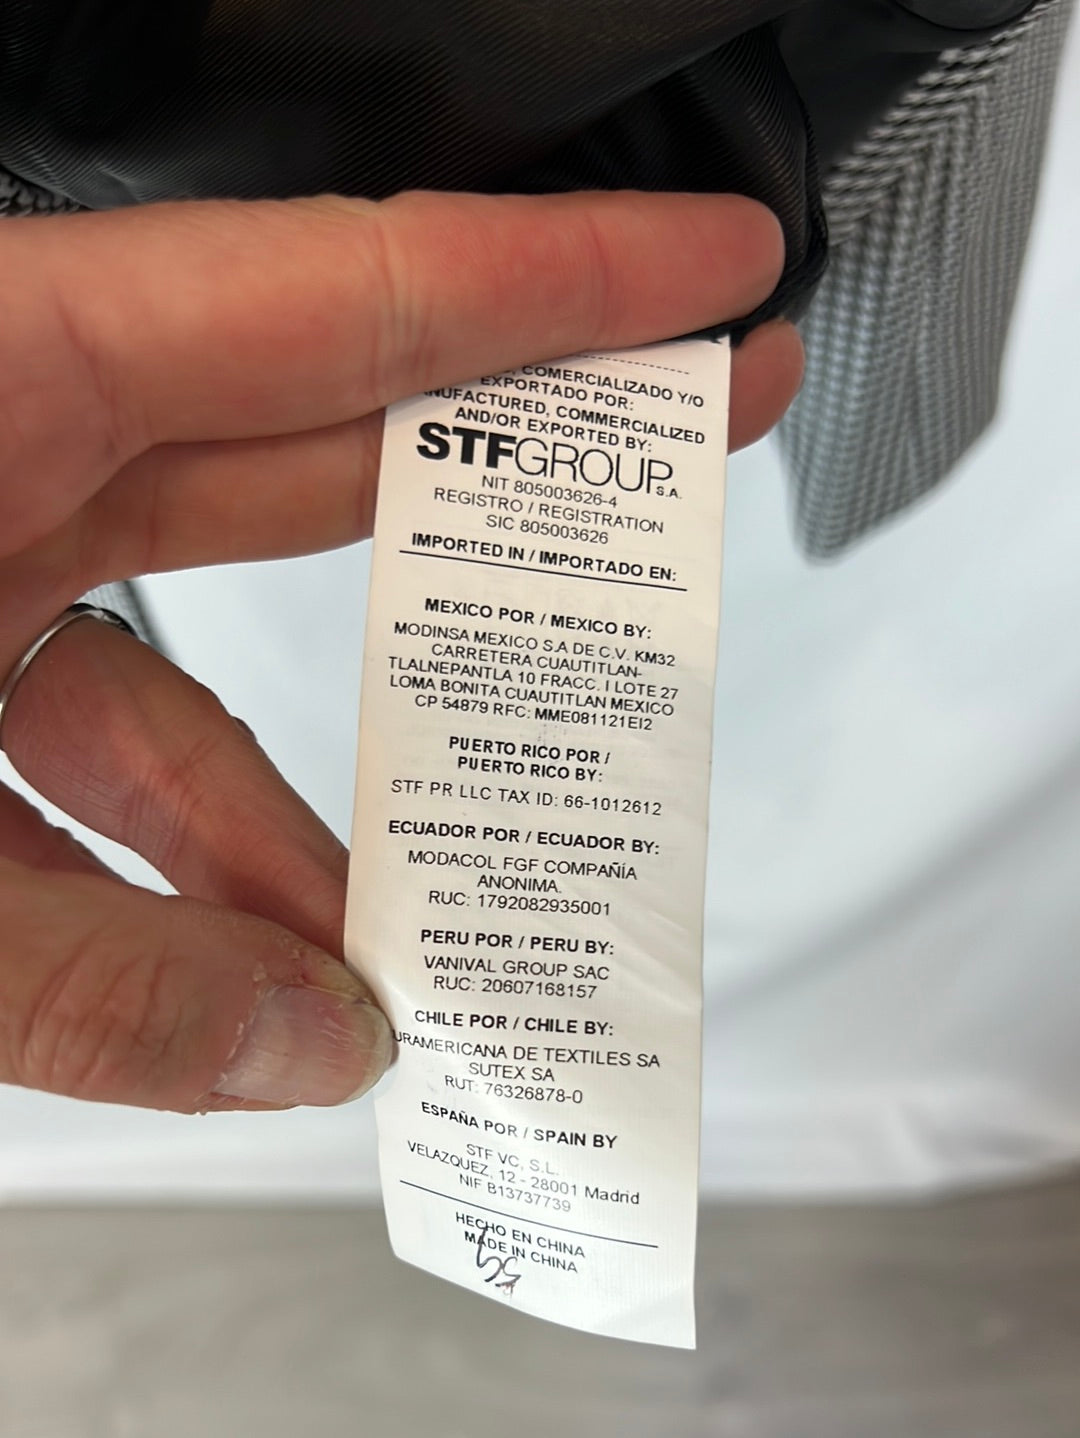 COMERCIALIZADO Y/O
EXPORTADO POR:
MANUFACTURED, COMMERCIALIZED
AND/OR EXPORTED BY:
STFGROUP S.A.
NIT 805003626-4
REGISTRO / REGISTRATION
SIC 805003626
IMPORTED IN / IMPORTADO EN:
MEXICO POR / MEXICO BY:
MODINSA MEXICO S.A DE C.V. KM32
CARRETERA CUAUTITLAN-
TLALNEPANTLA 10 FRACC. I LOTE 27
LOMA BONITA CUAUTITLAN MEXICO
CP 54879 RFC: MME081121EI2
PUERTO RICO POR /
PUERTO RICO BY:
STF PR LLC TAX ID: 66-1012612
ECUADOR POR / ECUADOR BY:
MODACOL FGF COMPAÑÍA
ANONIMA.
RUC: 1792082935001
PERU POR / PERU BY:
VANIVAL GROUP SAC
RUC: 20607168157
CHILE POR / CHILE BY:
URAMERICANA DE TEXTILES SA
SUTEX SA
RUT: 76326878-0
ESPAÑA POR / SPAIN BY
STF VC, S.L.
VELAZQUEZ, 12 - 28001 Madrid
NIF B13737739
HECHO EN CHINA
MADE IN CHINA